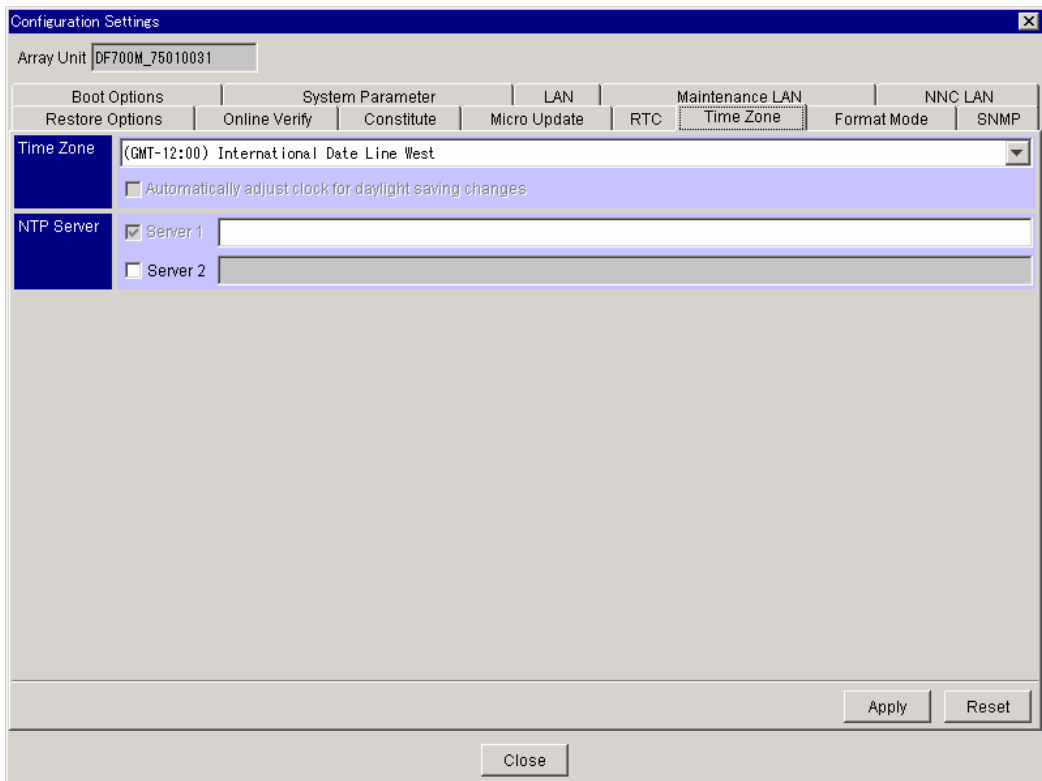 Configuration Settings
Array Unit DF700M_75010031
Boot Options System Parameter LAN Maintenance LAN NNC LAN
Restore Options Online Verify Constitute Micro Update RTC Time Zone Format Mode SNMP
Time Zone (GMT-12:00) International Date Line West
Automatically adjust clock for daylight saving changes
NTP Server Server 1
Server 2
Apply Reset
Close